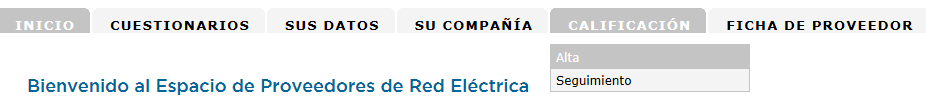 INICIO CUESTIONARIOS SUS DATOS SU COMPAÑÍA CALIFICACIÓN FICHA DE PROVEEDOR
Alta
Seguimiento
Bienvenido al Espacio de Proveedores de Red Eléctrica